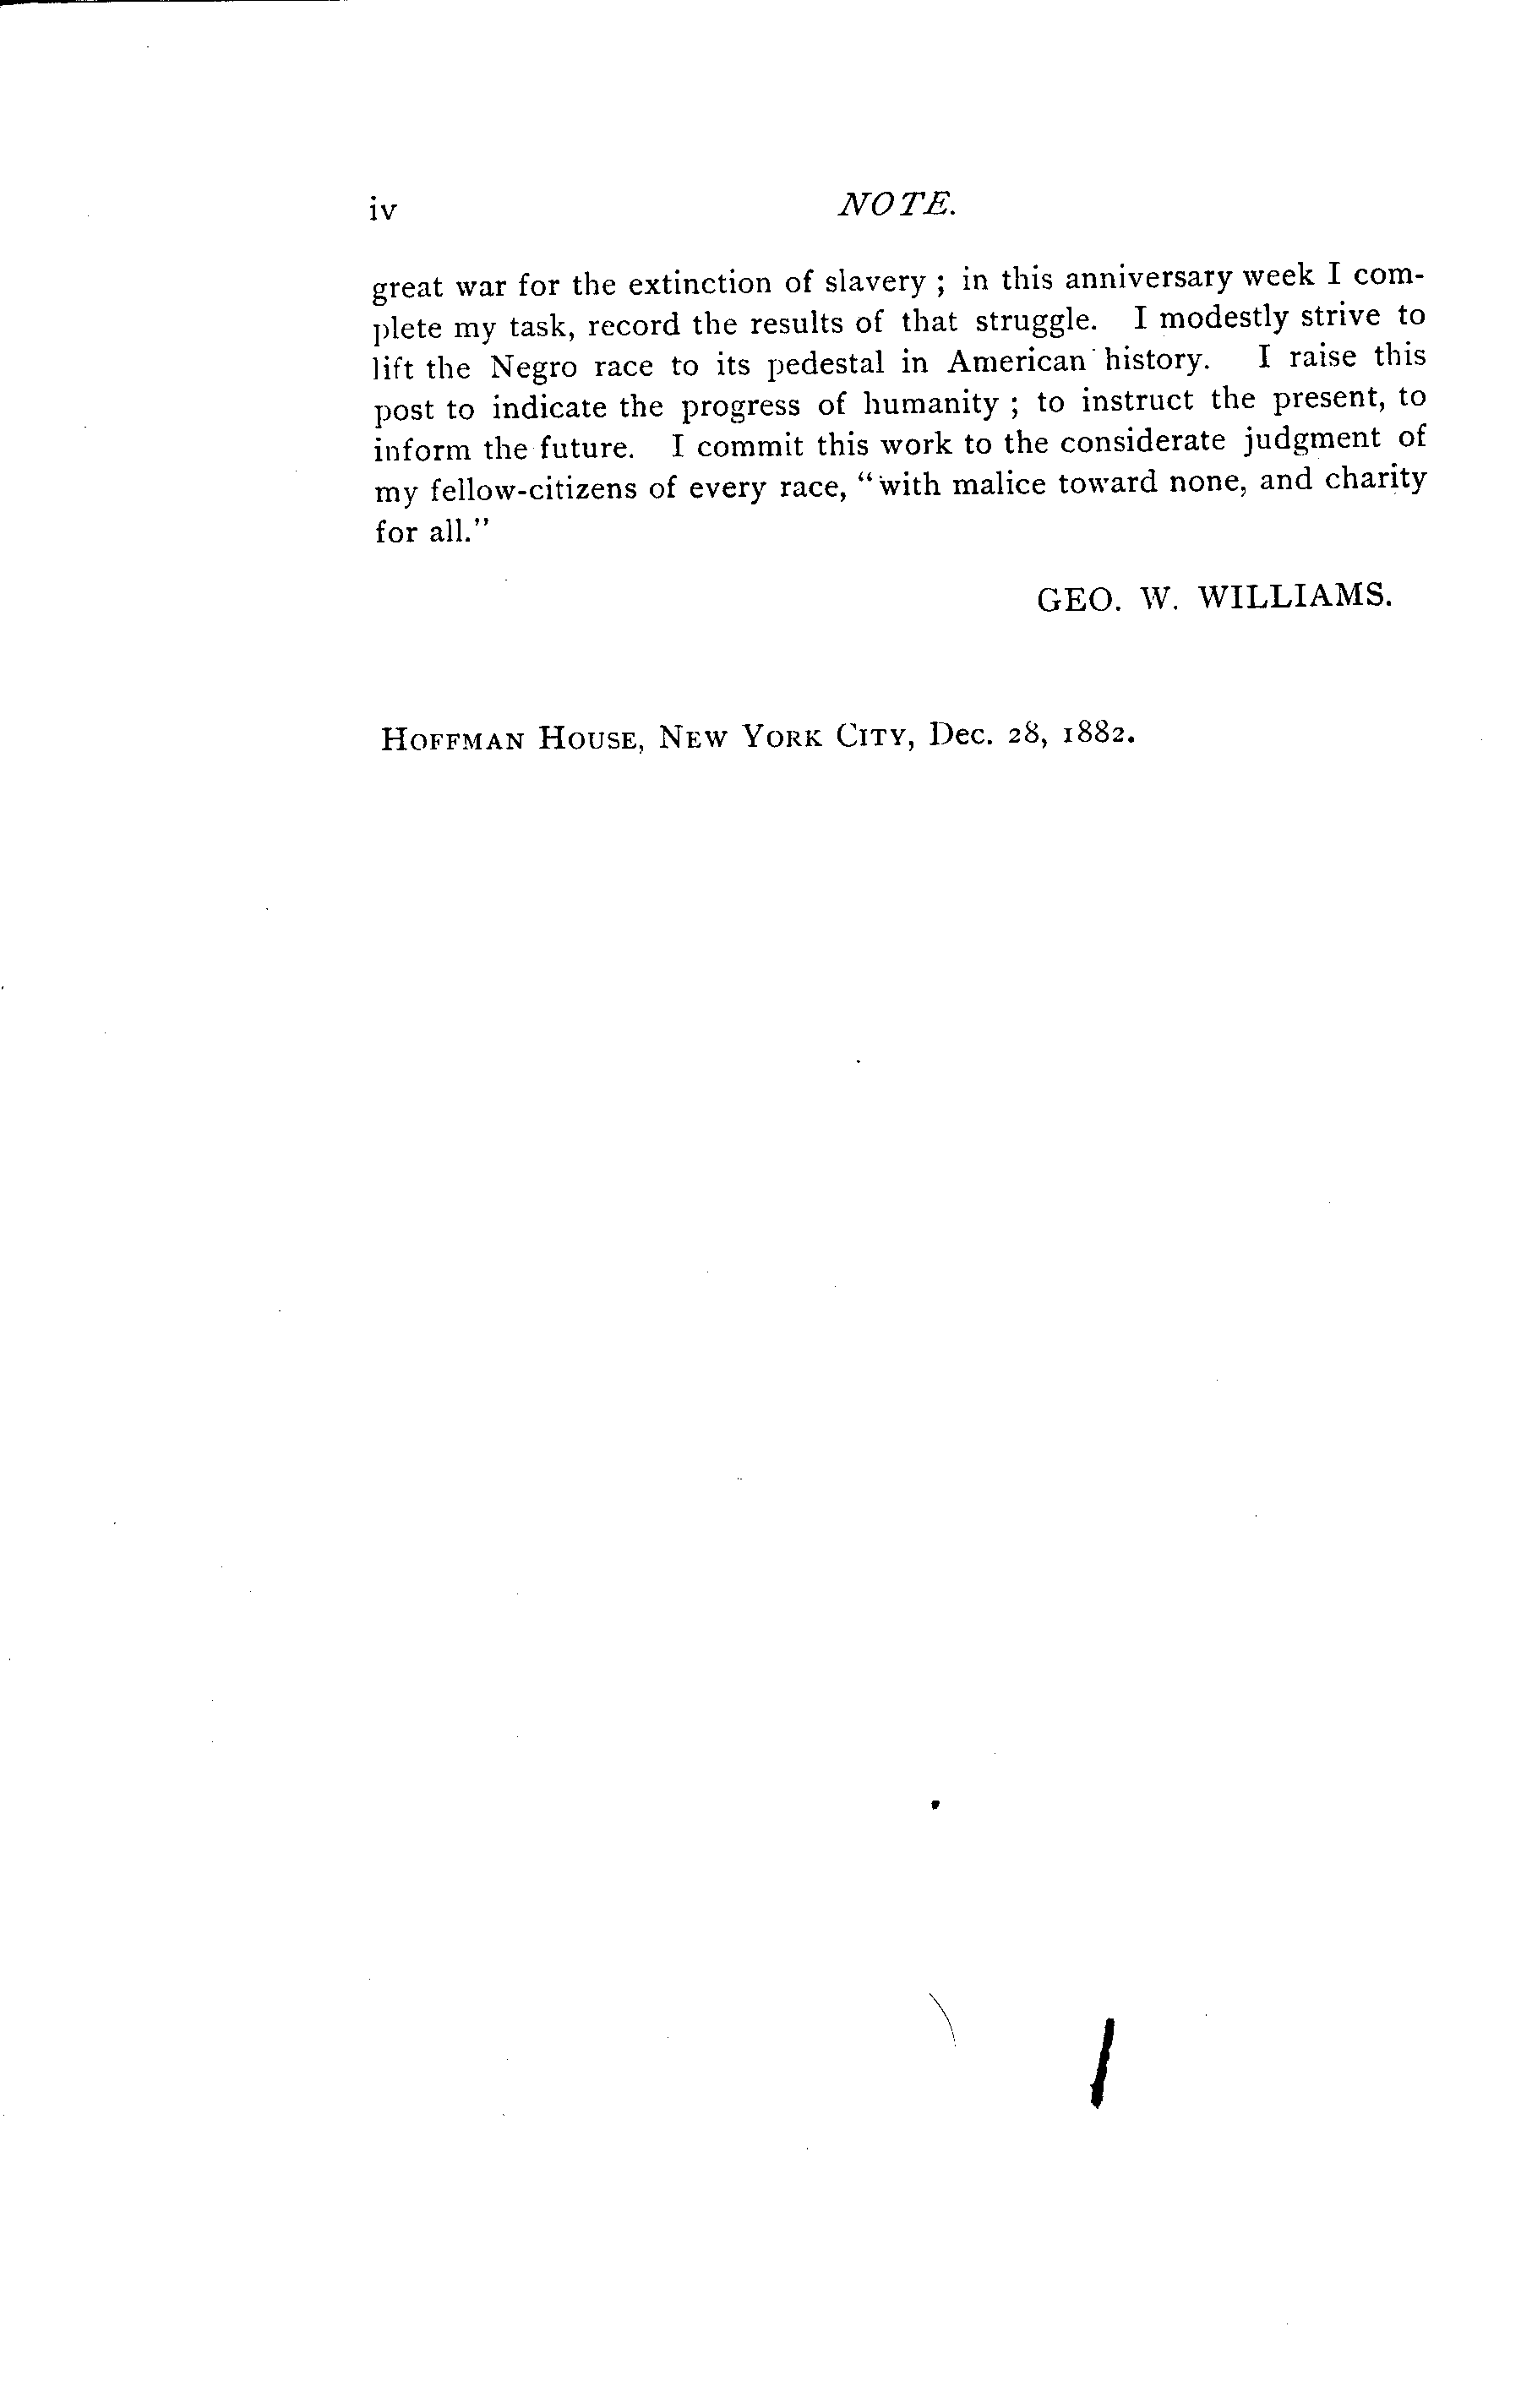 iv NOTE.
great war for the extinction of slavery ; in this anniversary week I com-
plete my task, record the results of that struggle. I modestly strive to
lift the Negro race to its pedestal in American history. I raise this
post to indicate the progress of humanity ; to instruct the present, to
inform the future. I commit this work to the considerate judgment of
my fellow-citizens of every race, "with malice toward none, and charity
for all."
GEO. W. WILLIAMS.
HOFFMAN HOUSE, NEW YORK CITY, Dec. 28, 1882.